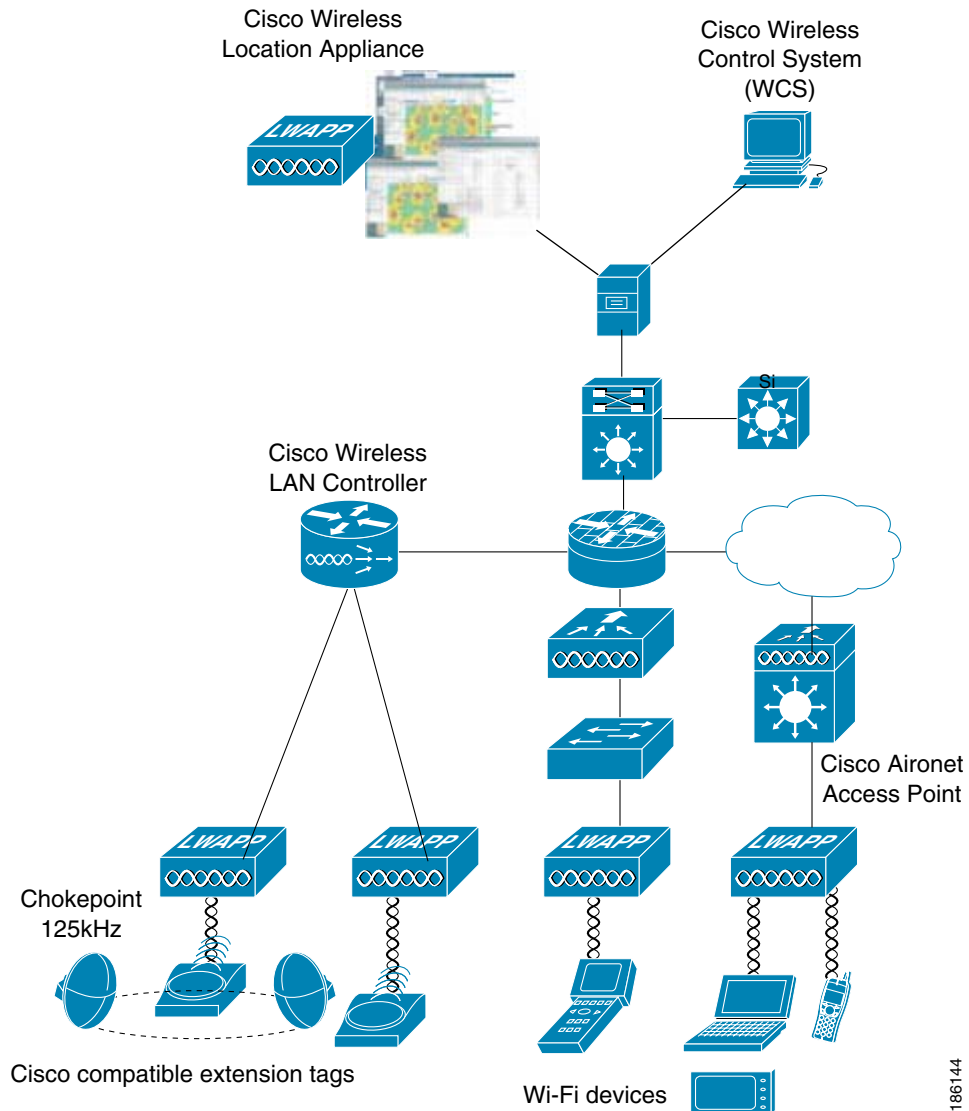 Cisco Wireless
Location Appliance
Cisco Wireless
Control System
(WCS)
LWAPP
Si
Cisco Wireless
LAN Controller
Cisco Aironet
Access Point
LWAPP
LWAPP
LWAPP
LWAPP
Chokepoint
125kHz
Cisco compatible extension tags
Wi-Fi devices
186144